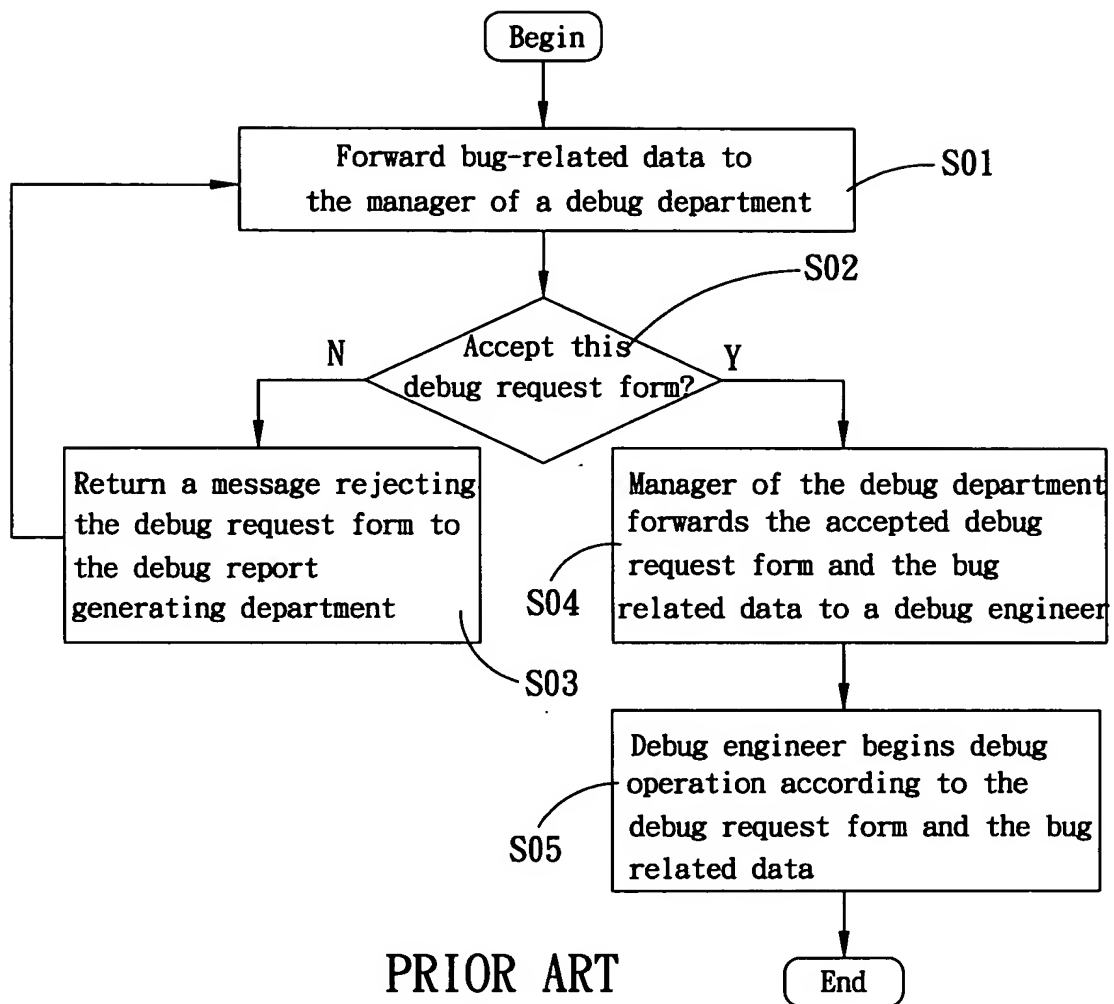 Begin
Forward bug-related data to
the manager of a debug department
S01
S02
Accept this
debug request form?
N
Y
Return a message rejecting
the debug request form to
the debug report
generating department
S03
Manager of the debug department
forwards the accepted debug
request form and the bug
related data to a debug engineer
S04
Debug engineer begins debug
operation according to the
debug request form and the bug
related data
S05
PRIOR ART
End